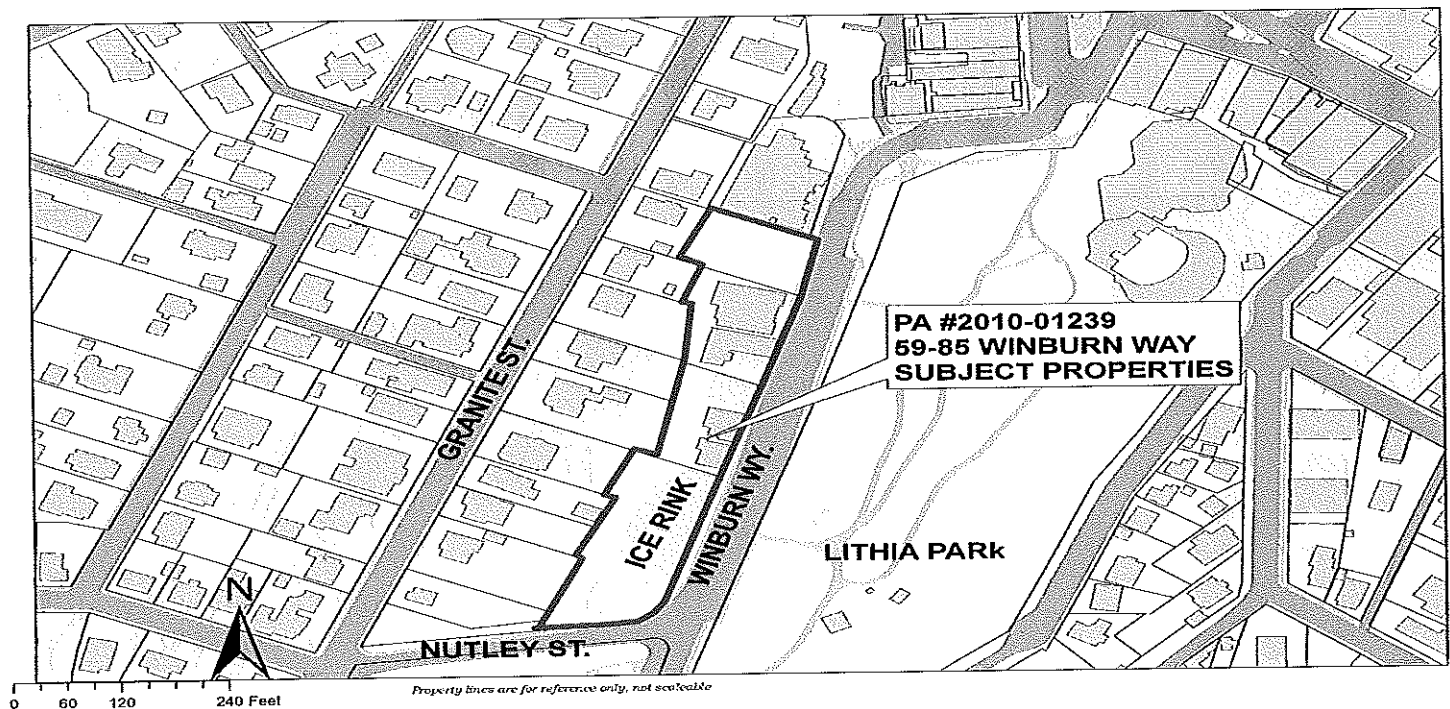 PA #2010-01239
59-85 WINBURN WAY
SUBJECT PROPERTIES
GRANITE ST.
ICE RINK
WINBURN WY.
LITHIA PARk
N
NUTLEY ST.
Property lines are for reference only, not scaleable
0 60 120 240 Feet